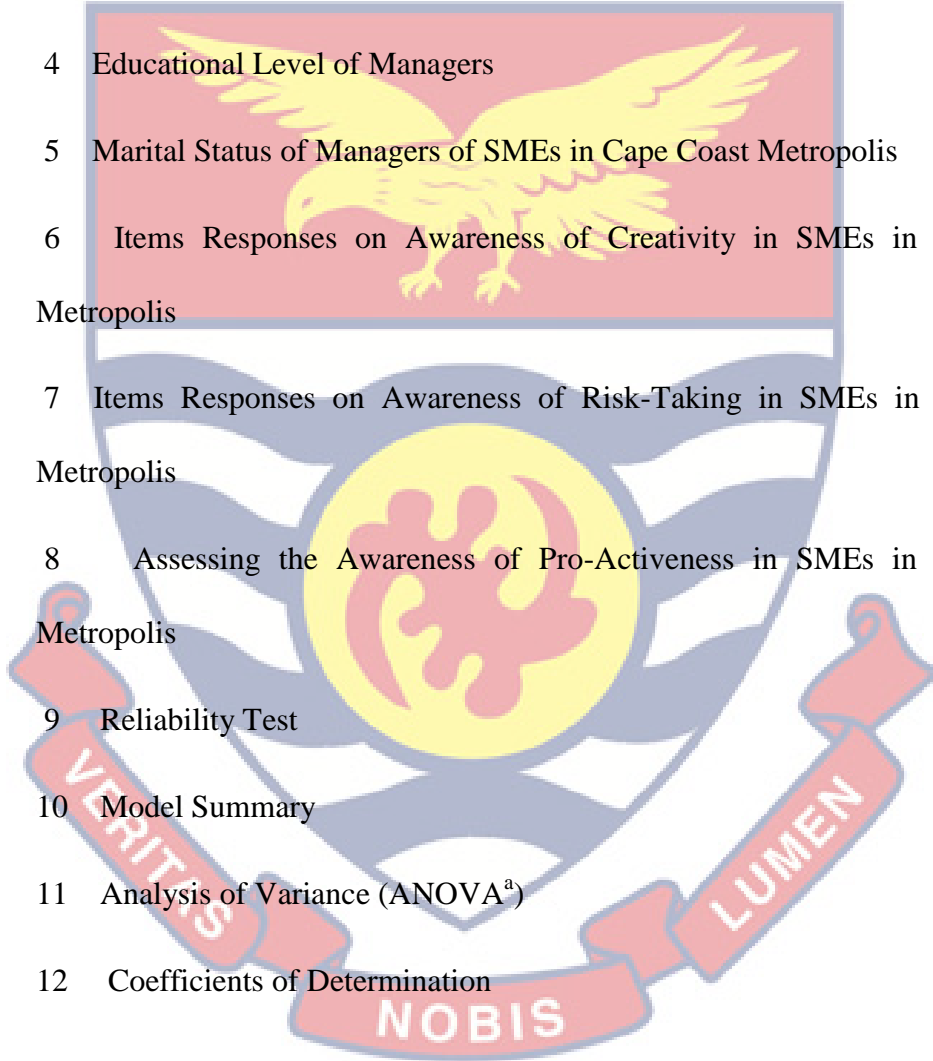 4 Educational Level of Managers
5 Marital Status of Managers of SMEs in Cape Coast Metropolis
6 Items Responses on Awareness of Creativity in SMEs in
Metropolis
7 Items Responses on Awareness of Risk-Taking in SMEs in
Metropolis
8 Assessing the Awareness of Pro-Activeness in SMEs in
Metropolis
9 Reliability Test
10 Model Summary
11 Analysis of Variance (ANOVAᵃ)
12 Coefficients of Determination
VERITAS
NOBIS
LUMEN